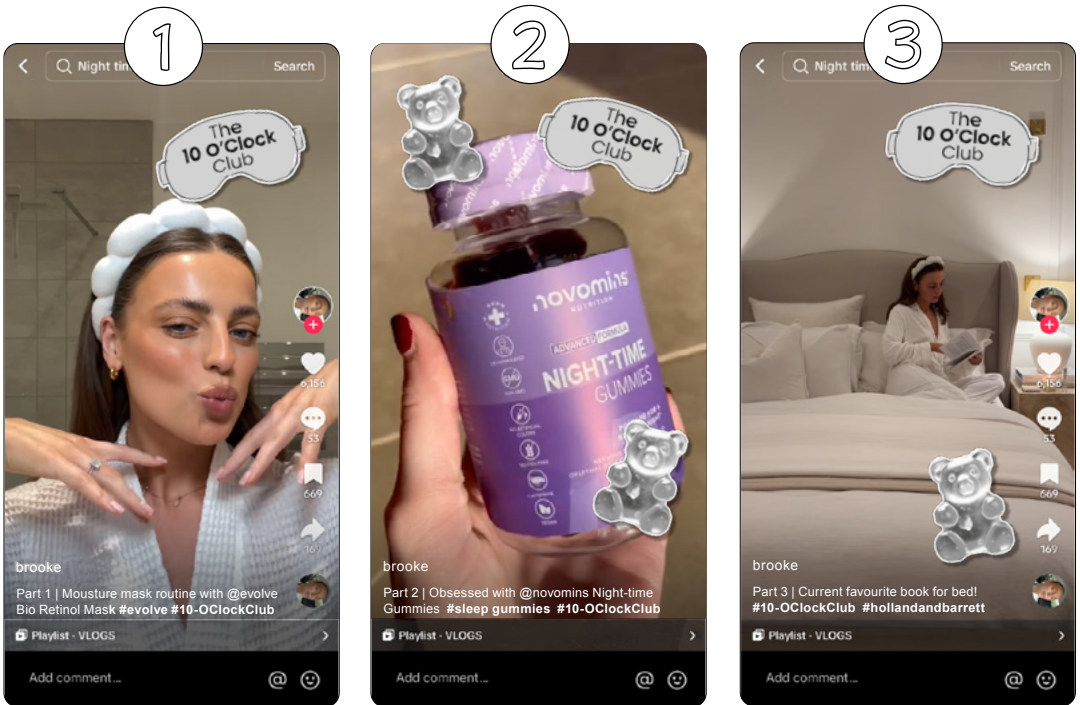 1
Night tim
Search
The
10 O'Clock
Club
6,156
53
669
169
brooke
Part 1 | Mousture mask routine with @evolve
Bio Retinol Mask #evolve #10-OClockClub
Playlist · VLOGS
Add comment...
2
The
10 O'Clock
Club
novomins
NUTRITION
ADVANCED FORMULA
NIGHT-TIME
GUMMIES
GMO
VEGAN
brooke
Part 2 | Obsessed with @novomins Night-time
Gummies #sleep gummies #10-OClockClub
Playlist · VLOGS
Add comment...
3
Night tim
Search
The
10 O'Clock
Club
6,156
53
669
169
brooke
Part 3 | Current favourite book for bed!
#10-OClockClub #hollandandbarrett
Playlist · VLOGS
Add comment...